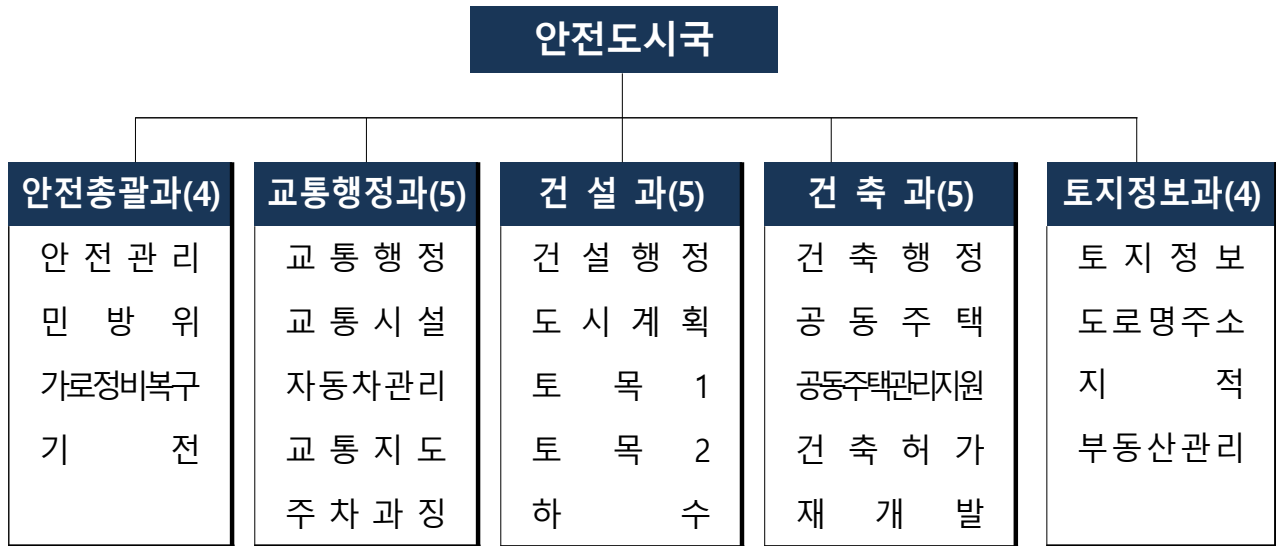 안전도시국
안전총괄과(4)
안전관리
민방위
가로정비복구
기전
교통행정과(5)
교통행정
교통시설
자동차관리
교통지도
주차과징
건 설 과(5)
건설행정
도시계획
토목1
토목2
하수
건 축 과(5)
건축행정
공동주택
공동주택관리지원
건축허가
재개발
토지정보과(4)
토지정보
도로명주소
지적
부동산관리